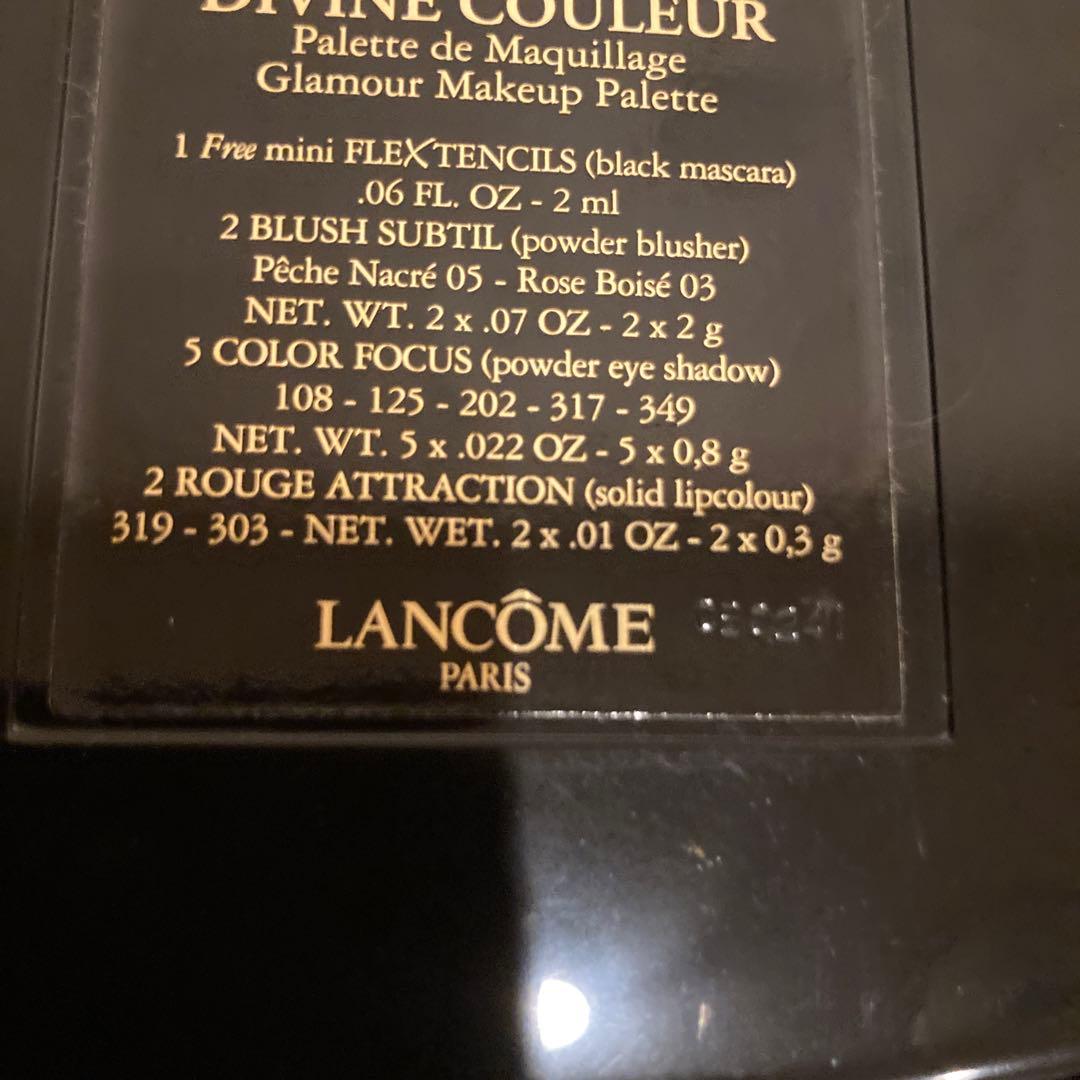 DIVINE COULEUR
Palette de Maquillage
Glamour Makeup Palette
1 Free mini FLEXTENCILS (black mascara)
.06 FL. OZ - 2 ml
2 BLUSH SUBTIL (powder blusher)
Pêche Nacré 05 - Rose Boisé 03
NET. WT. 2 x .07 OZ - 2 x 2 g
5 COLOR FOCUS (powder eye shadow)
108 - 125 - 202 - 317 - 349
NET. WT. 5 x .022 OZ - 5 x 0,8 g
2 ROUGE ATTRACTION (solid lipcolour)
319 - 303 - NET. WET. 2 x .01 OZ - 2 x 0,3 g
LANCÔME
PARIS